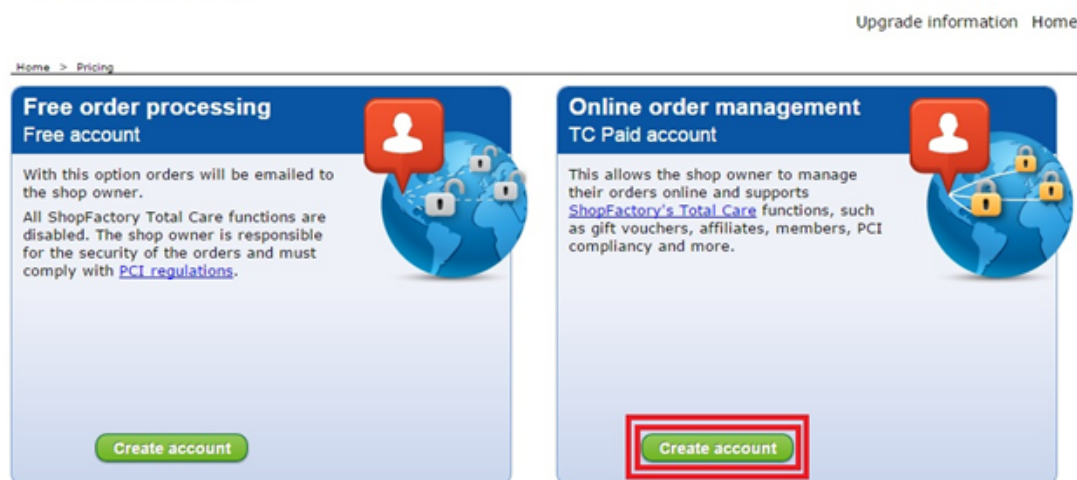 Upgrade information Home
Home > Pricing
Free order processing
Free account
With this option orders will be emailed to
the shop owner.
All ShopFactory Total Care functions are
disabled. The shop owner is responsible
for the security of the orders and must
comply with PCI regulations.
Create account
Online order management
TC Paid account
This allows the shop owner to manage
their orders online and supports
ShopFactory's Total Care functions, such
as gift vouchers, affiliates, members, PCI
compliancy and more.
Create account